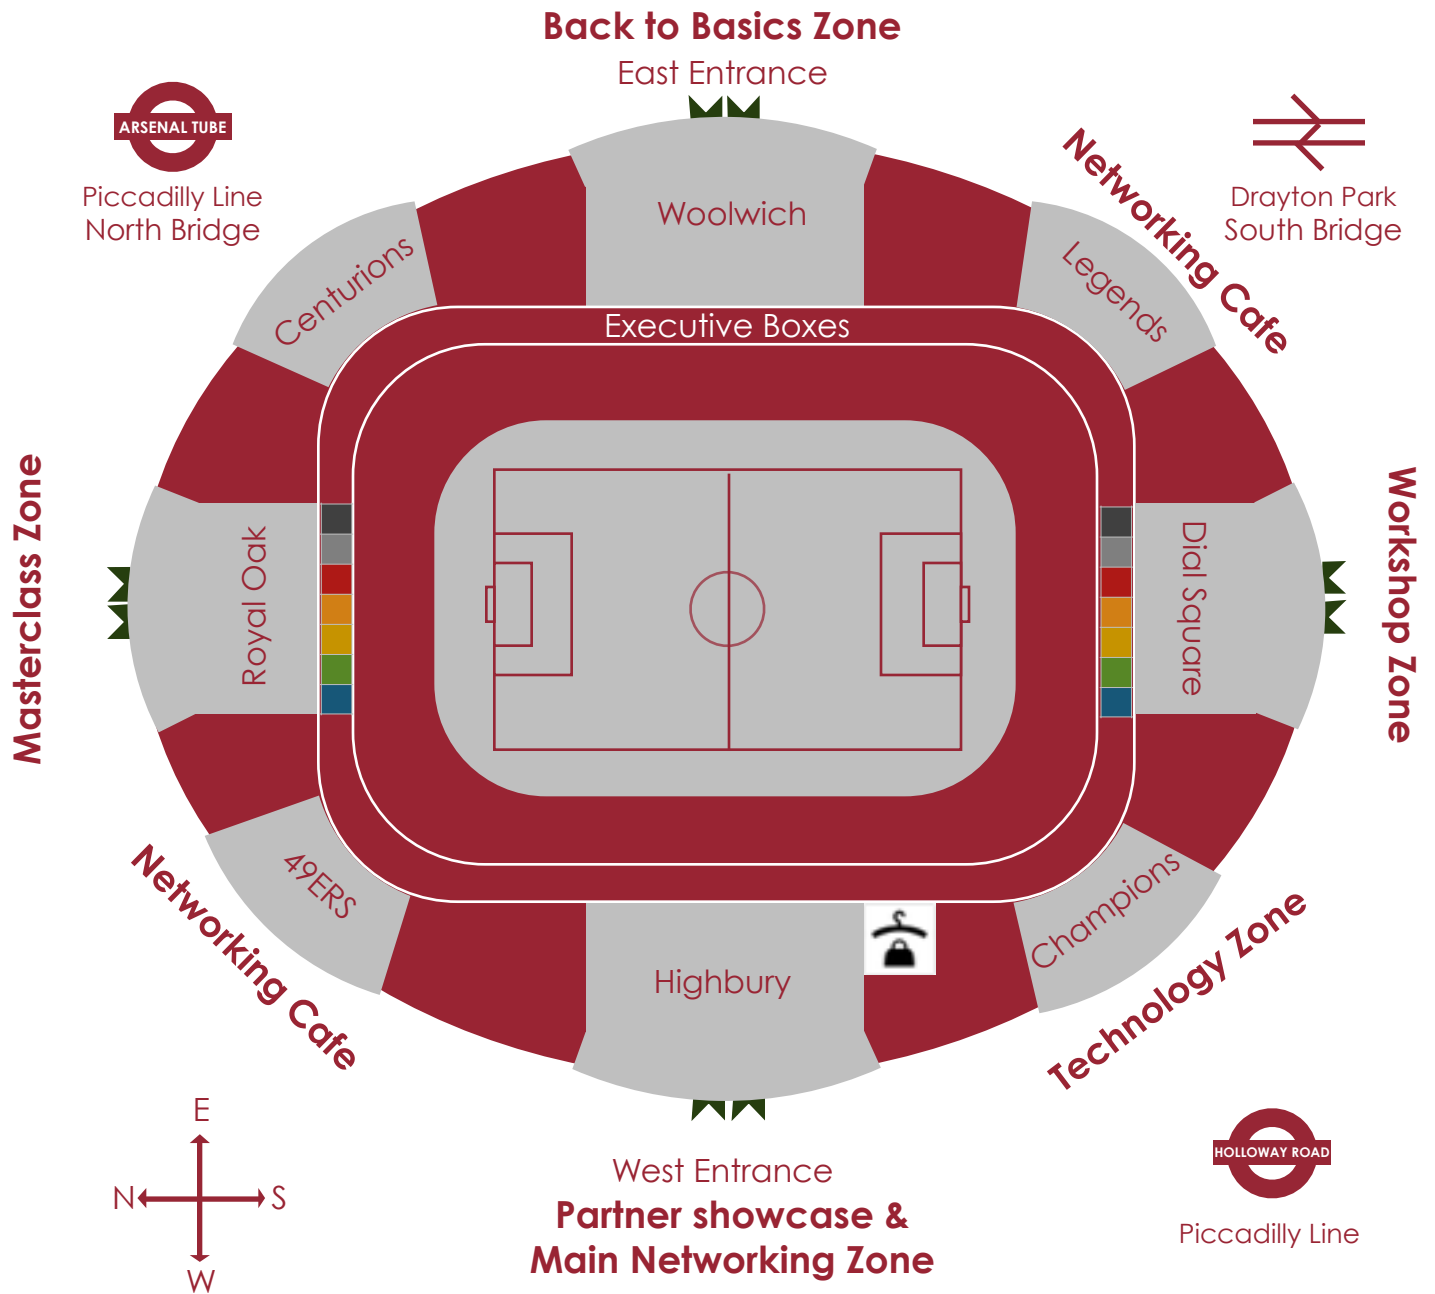 Back to Basics Zone
East Entrance
ARSENAL TUBE
Piccadilly Line
North Bridge
Networking Cafe
Drayton Park
South Bridge
Woolwich
Centurions
Legends
Executive Boxes
Masterclass Zone
Royal Oak
Dial Square
Workshop Zone
49ERS
Networking Cafe
Highbury
Champions
Technology Zone
E
N
S
W
West Entrance
Partner showcase &
Main Networking Zone
HOLLOWAY ROAD
Piccadilly Line